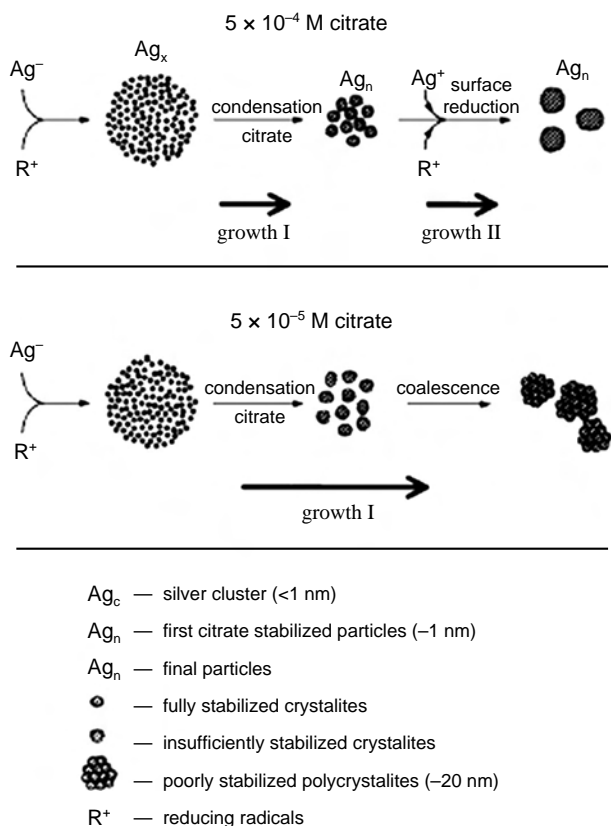 5 × 10–4 M citrate
Agx
Ag–
R+
condensation
citrate
Agn
Ag+
R+
surface
reduction
Agn
growth I
growth II
5 × 10–5 M citrate
Ag–
R+
condensation
citrate
coalescence
growth I
Agc — silver cluster (<1 nm)
Agn — first citrate stabilized particles (–1 nm)
Agn — final particles
— fully stabilized crystalites
— insufficiently stabilized crystalites
— poorly stabilized polycrystalites (–20 nm)
R+ — reducing radicals